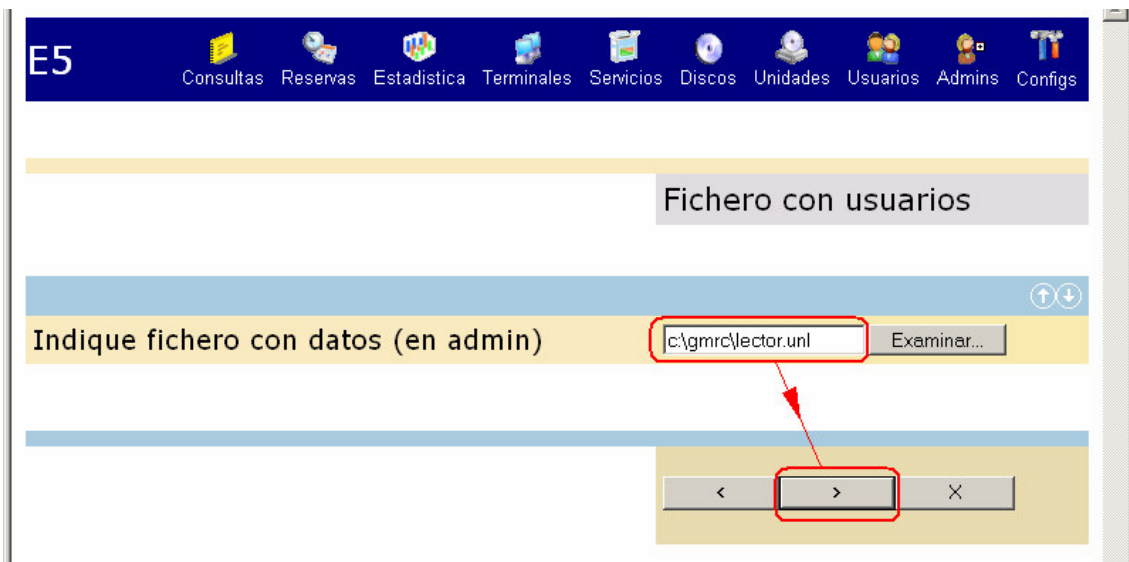 E5
Consultas Reservas Estadistica Terminales Servicios Discos Unidades Usuarios Admins Configs
Fichero con usuarios
Indique fichero con datos (en admin) c:\gmrc\lector.unl Examinar...
< > X